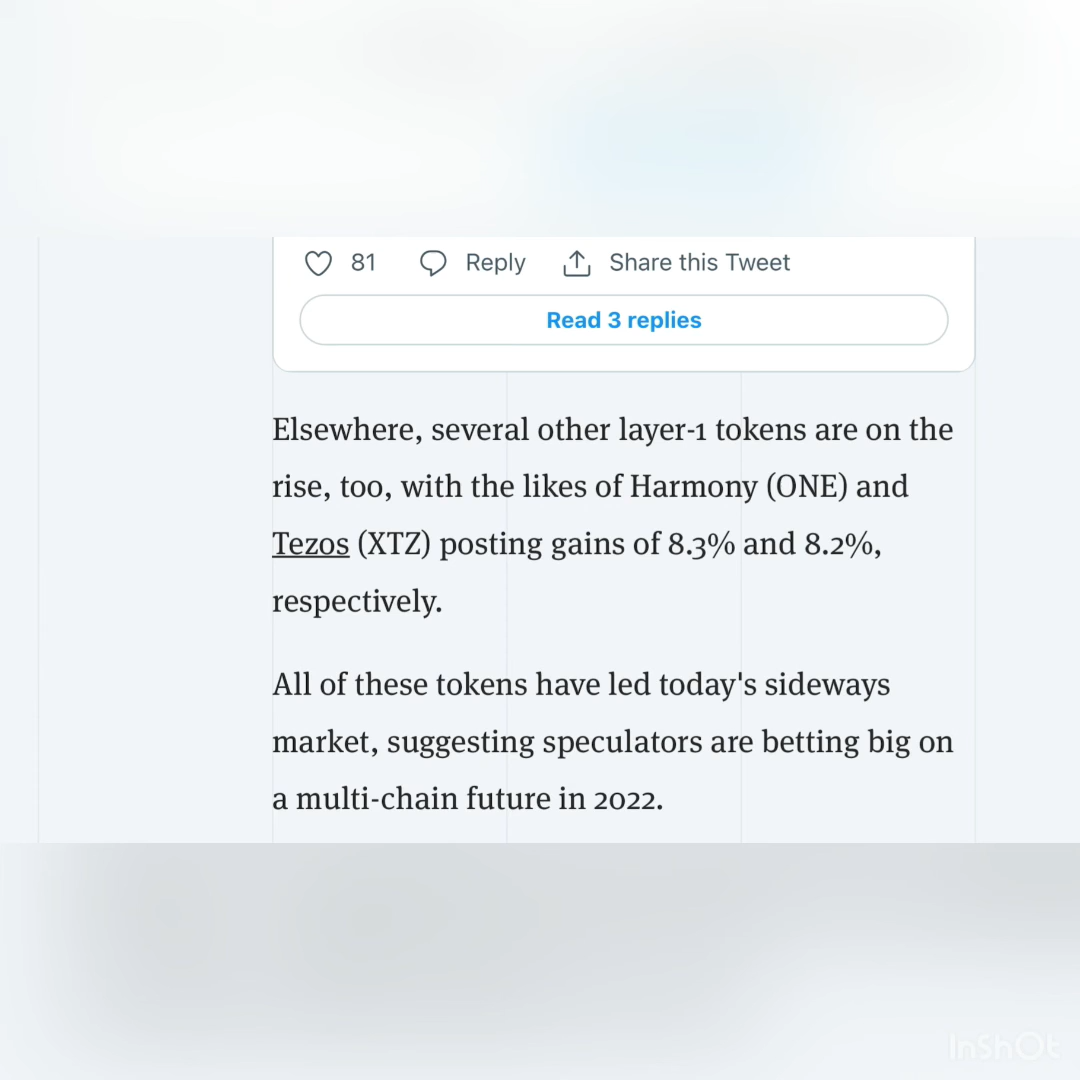 81 Reply Share this Tweet
Read 3 replies
Elsewhere, several other layer-1 tokens are on the
rise, too, with the likes of Harmony (ONE) and
Tezos (XTZ) posting gains of 8.3% and 8.2%,
respectively.
All of these tokens have led today's sideways
market, suggesting speculators are betting big on
a multi-chain future in 2022.
InShOt